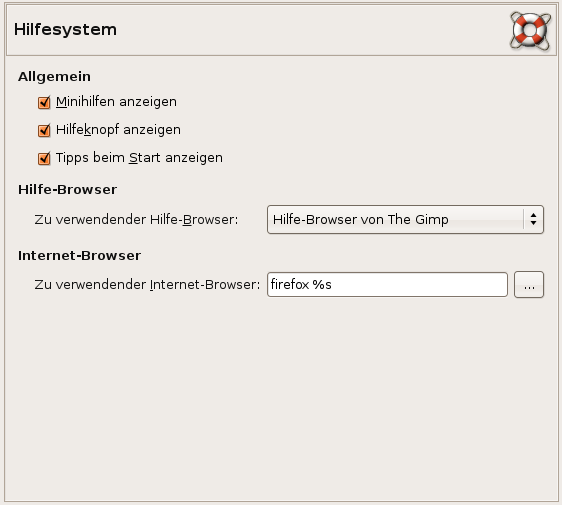 Hilfesystem
Allgemein
Minihilfen anzeigen
Hilfeknopf anzeigen
Tipps beim Start anzeigen
Hilfe-Browser
Zu verwendender Hilfe-Browser: Hilfe-Browser von The Gimp
Internet-Browser
Zu verwendender Internet-Browser: firefox %s ...